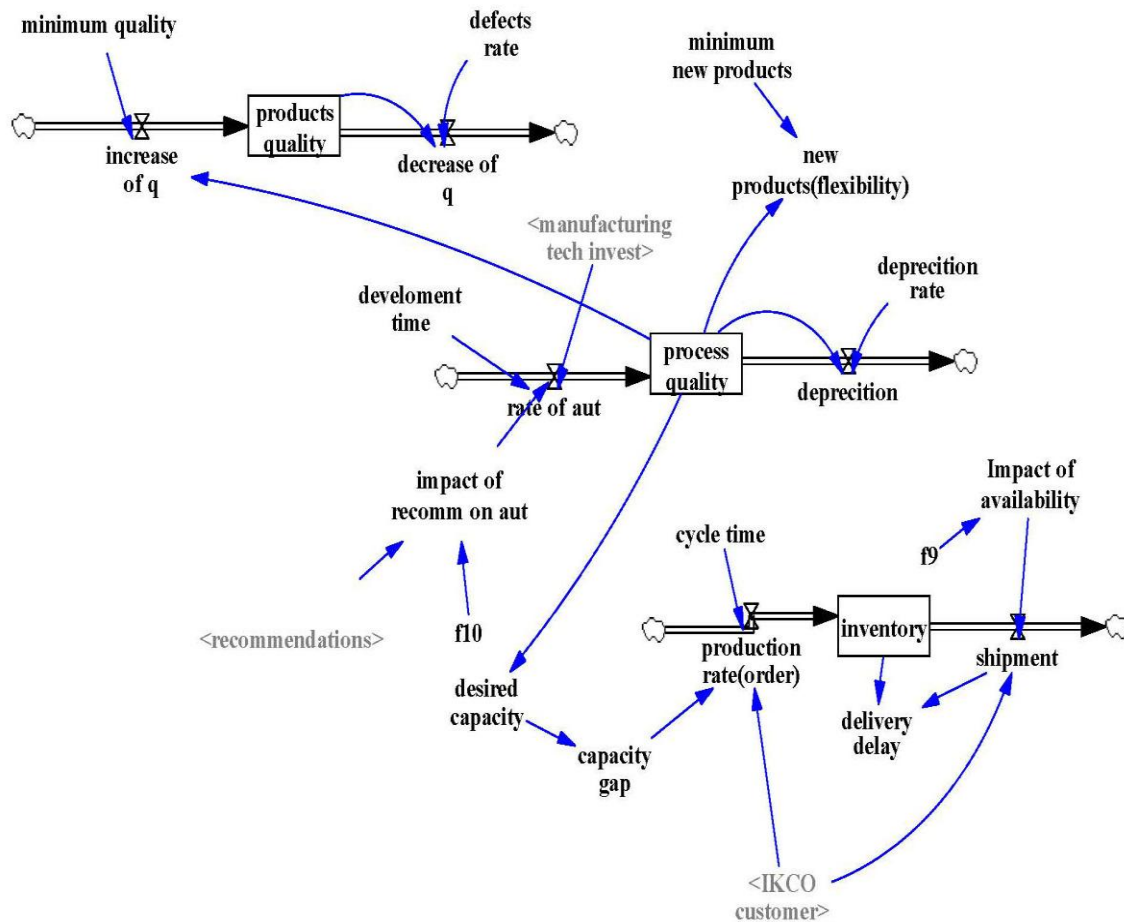 minimum quality
defects
rate
minimum
new products
products
quality
increase
of q
decrease of
q
new
products(flexibility)
<manufacturing
tech invest>
deprecition
rate
develoment
time
process
quality
rate of aut
deprecition
impact of
recomm on aut
Impact of
availability
cycle time
f9
<recommendations>
f10
inventory
production
rate(order)
shipment
desired
capacity
delivery
delay
capacity
gap
<IKCO
customer>